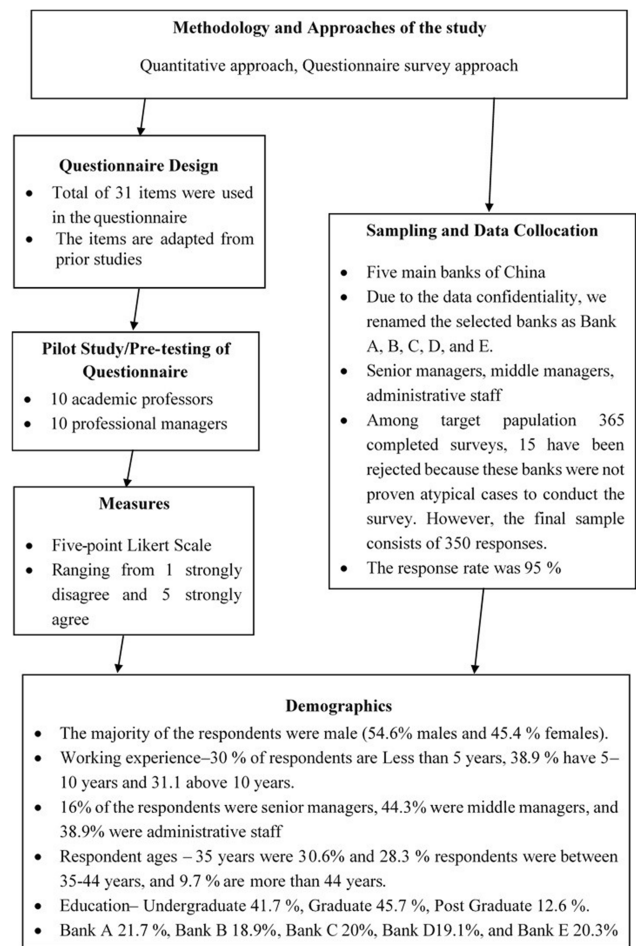 Methodology and Approaches of the study
Quantitative approach, Questionnaire survey approach
Questionnaire Design
• Total of 31 items were used
in the questionnaire
• The items are adapted from
prior studies
Pilot Study/Pre-testing of
Questionnaire
• 10 academic professors
• 10 professional managers
Measures
• Five-point Likert Scale
• Ranging from 1 strongly
disagree and 5 strongly
agree
Sampling and Data Collocation
• Five main banks of China
• Due to the data confidentiality, we
renamed the selected banks as Bank
A, B, C, D, and E.
• Senior managers, middle managers,
administrative staff
• Among target papulation 365
completed surveys, 15 have been
rejected because these banks were not
proven atypical cases to conduct the
survey. However, the final sample
consists of 350 responses.
• The response rate was 95 %
Demographics
• The majority of the respondents were male (54.6% males and 45.4 % females).
• Working experience–30 % of respondents are Less than 5 years, 38.9 % have 5–
10 years and 31.1 above 10 years.
• 16% of the respondents were senior managers, 44.3% were middle managers, and
38.9% were administrative staff
• Respondent ages – 35 years were 30.6% and 28.3 % respondents were between
35-44 years, and 9.7 % are more than 44 years.
• Education– Undergraduate 41.7 %, Graduate 45.7 %, Post Graduate 12.6 %.
• Bank A 21.7 %, Bank B 18.9%, Bank C 20%, Bank D19.1%, and Bank E 20.3%